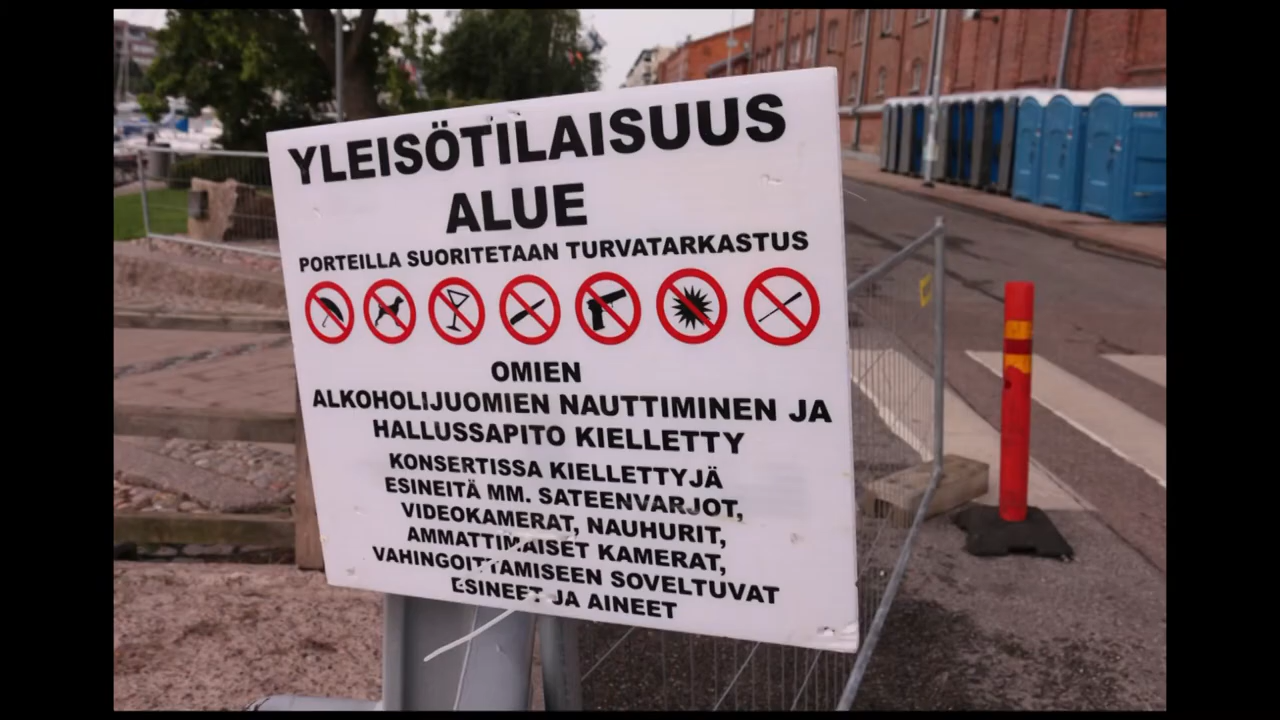 YLEISÖTILAISUUS
ALUE
PORTEILLA SUORITETAAN TURVATARKASTUS
OMIEN
ALKOHOLIJUOMIEN NAUTTIMINEN JA
HALLUSSAPITO KIELLETTY
KONSERTISSA KIELLETTYJÄ
ESINEITÄ MM. SATEENVARJOT,
VIDEOKAMERAT, NAUHURIT,
AMMATTIMAISET KAMERAT,
VAHINGOITTAMISEEN SOVELTUVAT
ESINEET JA AINEET